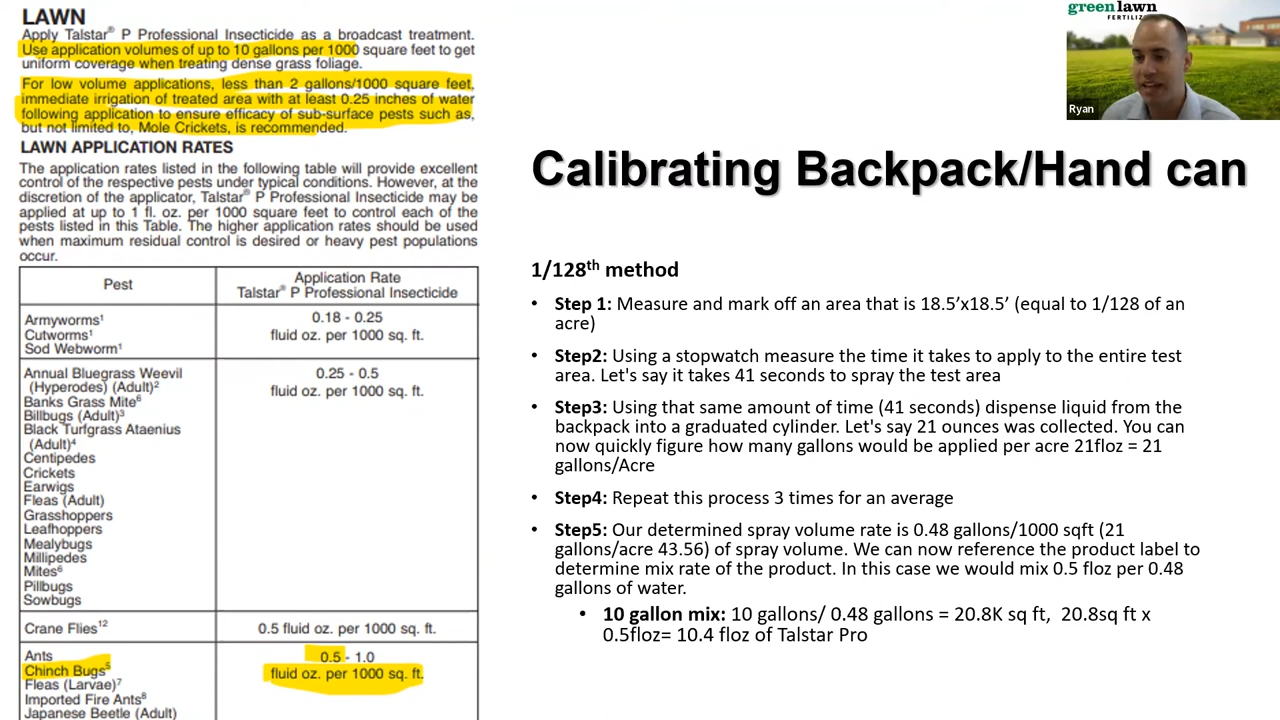 LAWN
Apply Talstar® P Professional Insecticide as a broadcast treatment.
Use application volumes of up to 10 gallons per 1000 square feet to get
uniform coverage when treating dense grass foliage.
For low volume applications, less than 2 gallons/1000 square feet,
immediate irrigation of treated area with at least 0.25 inches of water
following application to ensure efficacy of sub-surface pests such as,
but not limited to, Mole Crickets, is recommended.
LAWN APPLICATION RATES
The application rates listed in the following table will provide excellent
control of the respective pests under typical conditions. However, at the
discretion of the applicator, Talstar® P Professional Insecticide may be
applied at up to 1 fl. oz. per 1000 square feet to control each of the
pests listed in this Table. The higher application rates should be used
when maximum residual control is desired or heavy pest populations
occur.
Pest
Application Rate
Talstar® P Professional Insecticide
Armyworms¹
Cutworms¹
Sod Webworm¹
0.18 - 0.25
fluid oz. per 1000 sq. ft.
Annual Bluegrass Weevil
(Hyperodes) (Adult)²
Banks Grass Mite⁶
Billbugs (Adult)³
Black Turfgrass Ataenius
(Adult)⁴
Centipedes
Crickets
Earwigs
Fleas (Adult)
Grasshoppers
Leafhoppers
Mealybugs
Millipedes
Mites⁶
Pillbugs
Sowbugs
0.25 - 0.5
fluid oz. per 1000 sq. ft.
Crane Flies¹²
0.5 fluid oz. per 1000 sq. ft.
Ants
Chinch Bugs⁵
Fleas (Larvae)⁷
Imported Fire Ants⁸
Japanese Beetle (Adult)
0.5 - 1.0
fluid oz. per 1000 sq. ft.
green lawn
FERTILIZ
Ryan
Calibrating Backpack/Hand can
1/128th method
• Step 1: Measure and mark off an area that is 18.5’x18.5’ (equal to 1/128 of an
acre)
• Step2: Using a stopwatch measure the time it takes to apply to the entire test
area. Let's say it takes 41 seconds to spray the test area
• Step3: Using that same amount of time (41 seconds) dispense liquid from the
backpack into a graduated cylinder. Let's say 21 ounces was collected. You can
now quickly figure how many gallons would be applied per acre 21floz = 21
gallons/Acre
• Step4: Repeat this process 3 times for an average
• Step5: Our determined spray volume rate is 0.48 gallons/1000 sqft (21
gallons/acre 43.56) of spray volume. We can now reference the product label to
determine mix rate of the product. In this case we would mix 0.5 floz per 0.48
gallons of water.
• 10 gallon mix: 10 gallons/ 0.48 gallons = 20.8K sq ft, 20.8sq ft x
0.5floz= 10.4 floz of Talstar Pro